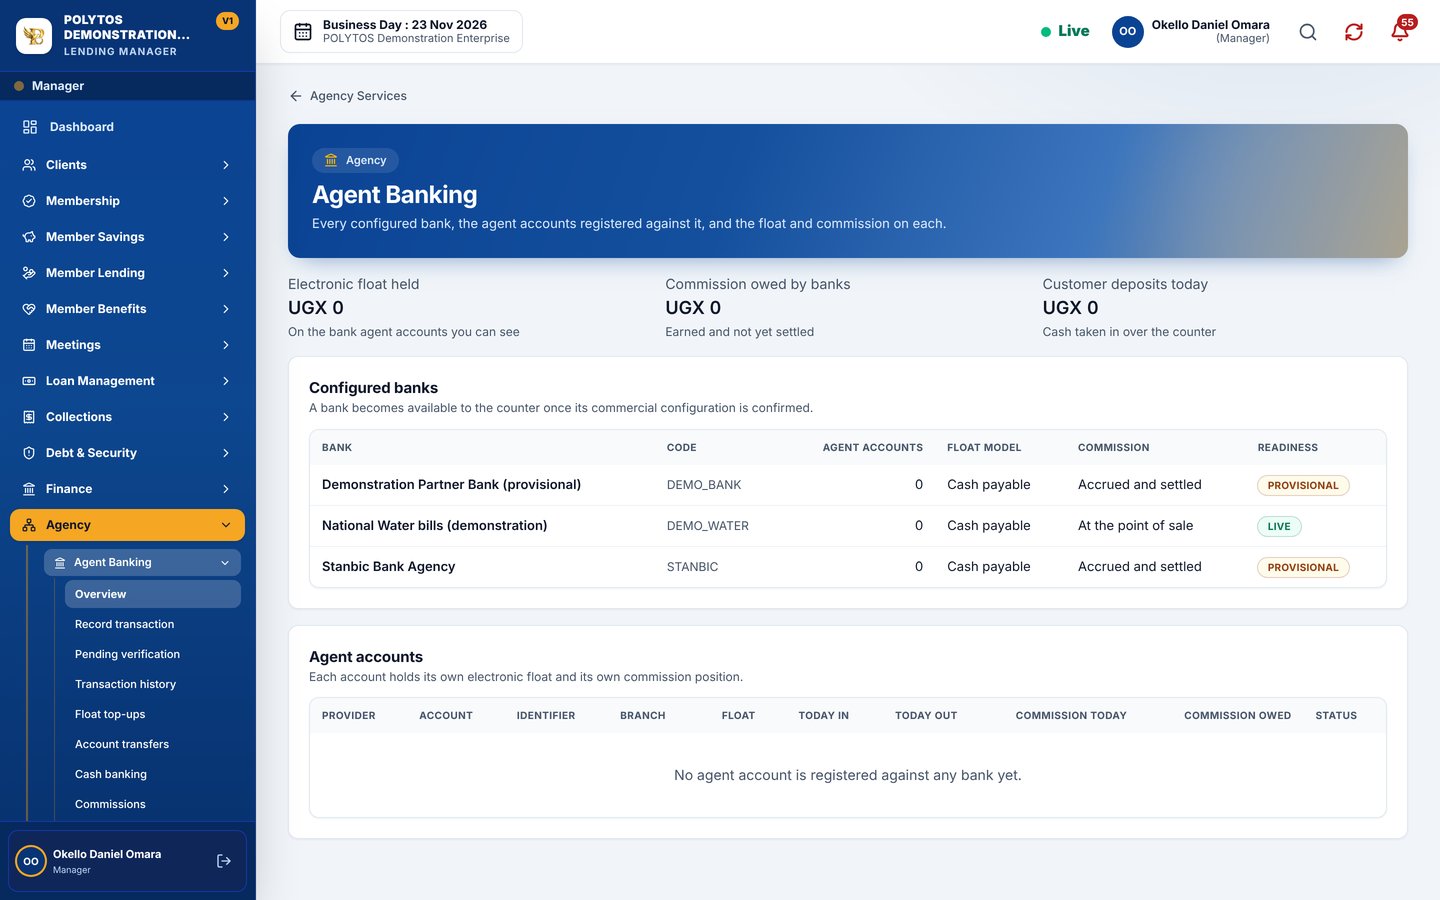 POLYTOS
DEMONSTRATION...
LENDING MANAGER
V1
Manager
Dashboard
Clients
Membership
Member Savings
Member Lending
Member Benefits
Meetings
Loan Management
Collections
Debt & Security
Finance
Agency
Agent Banking
Overview
Record transaction
Pending verification
Transaction history
Float top-ups
Account transfers
Cash banking
Commissions
OO
Okello Daniel Omara
Manager
Business Day : 23 Nov 2026
POLYTOS Demonstration Enterprise
Live
OO
Okello Daniel Omara
(Manager)
55
Agency Services
Agency
Agent Banking
Every configured bank, the agent accounts registered against it, and the float and commission on each.
Electronic float held
UGX 0
On the bank agent accounts you can see
Commission owed by banks
UGX 0
Earned and not yet settled
Customer deposits today
UGX 0
Cash taken in over the counter
Configured banks
A bank becomes available to the counter once its commercial configuration is confirmed.
BANK CODE AGENT ACCOUNTS FLOAT MODEL COMMISSION READINESS
Demonstration Partner Bank (provisional) DEMO_BANK 0 Cash payable Accrued and settled PROVISIONAL
National Water bills (demonstration) DEMO_WATER 0 Cash payable At the point of sale LIVE
Stanbic Bank Agency STANBIC 0 Cash payable Accrued and settled PROVISIONAL
Agent accounts
Each account holds its own electronic float and its own commission position.
PROVIDER ACCOUNT IDENTIFIER BRANCH FLOAT TODAY IN TODAY OUT COMMISSION TODAY COMMISSION OWED STATUS
No agent account is registered against any bank yet.